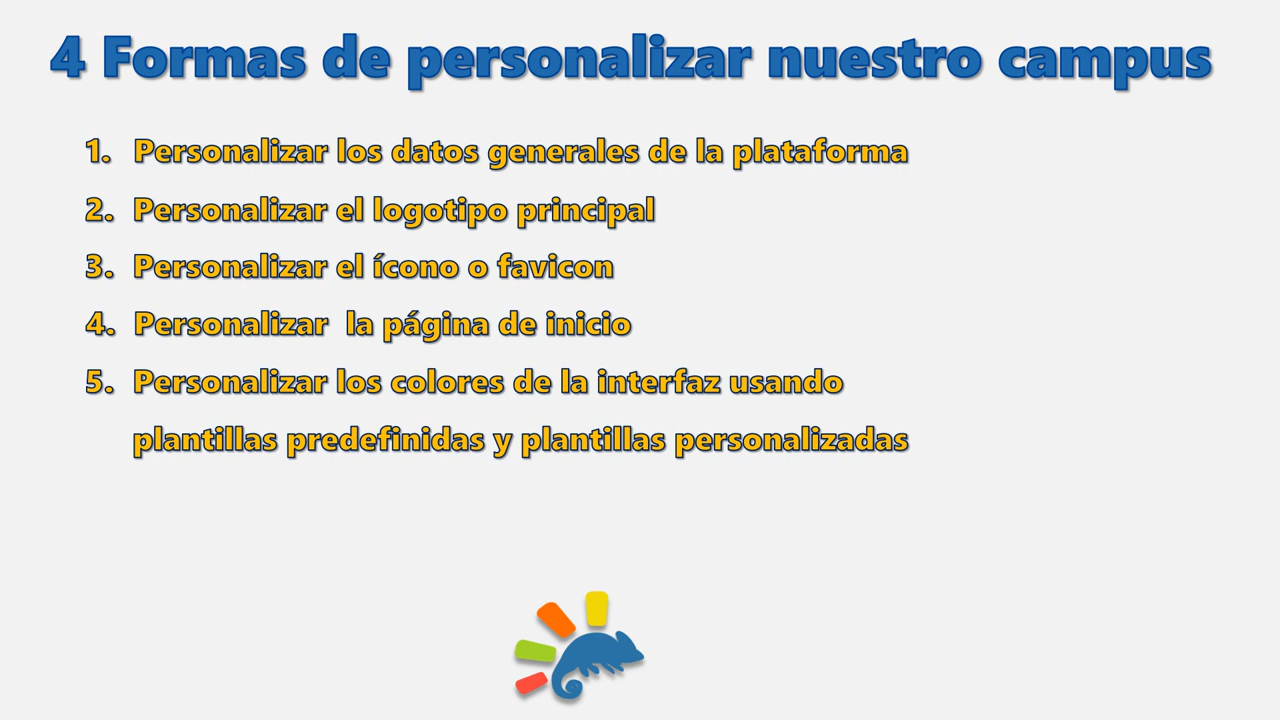 4 Formas de personalizar nuestro campus
1. Personalizar los datos generales de la plataforma
2. Personalizar el logotipo principal
3. Personalizar el ícono o favicon
4. Personalizar  la página de inicio
5. Personalizar los colores de la interfaz usando
plantillas predefinidas y plantillas personalizadas